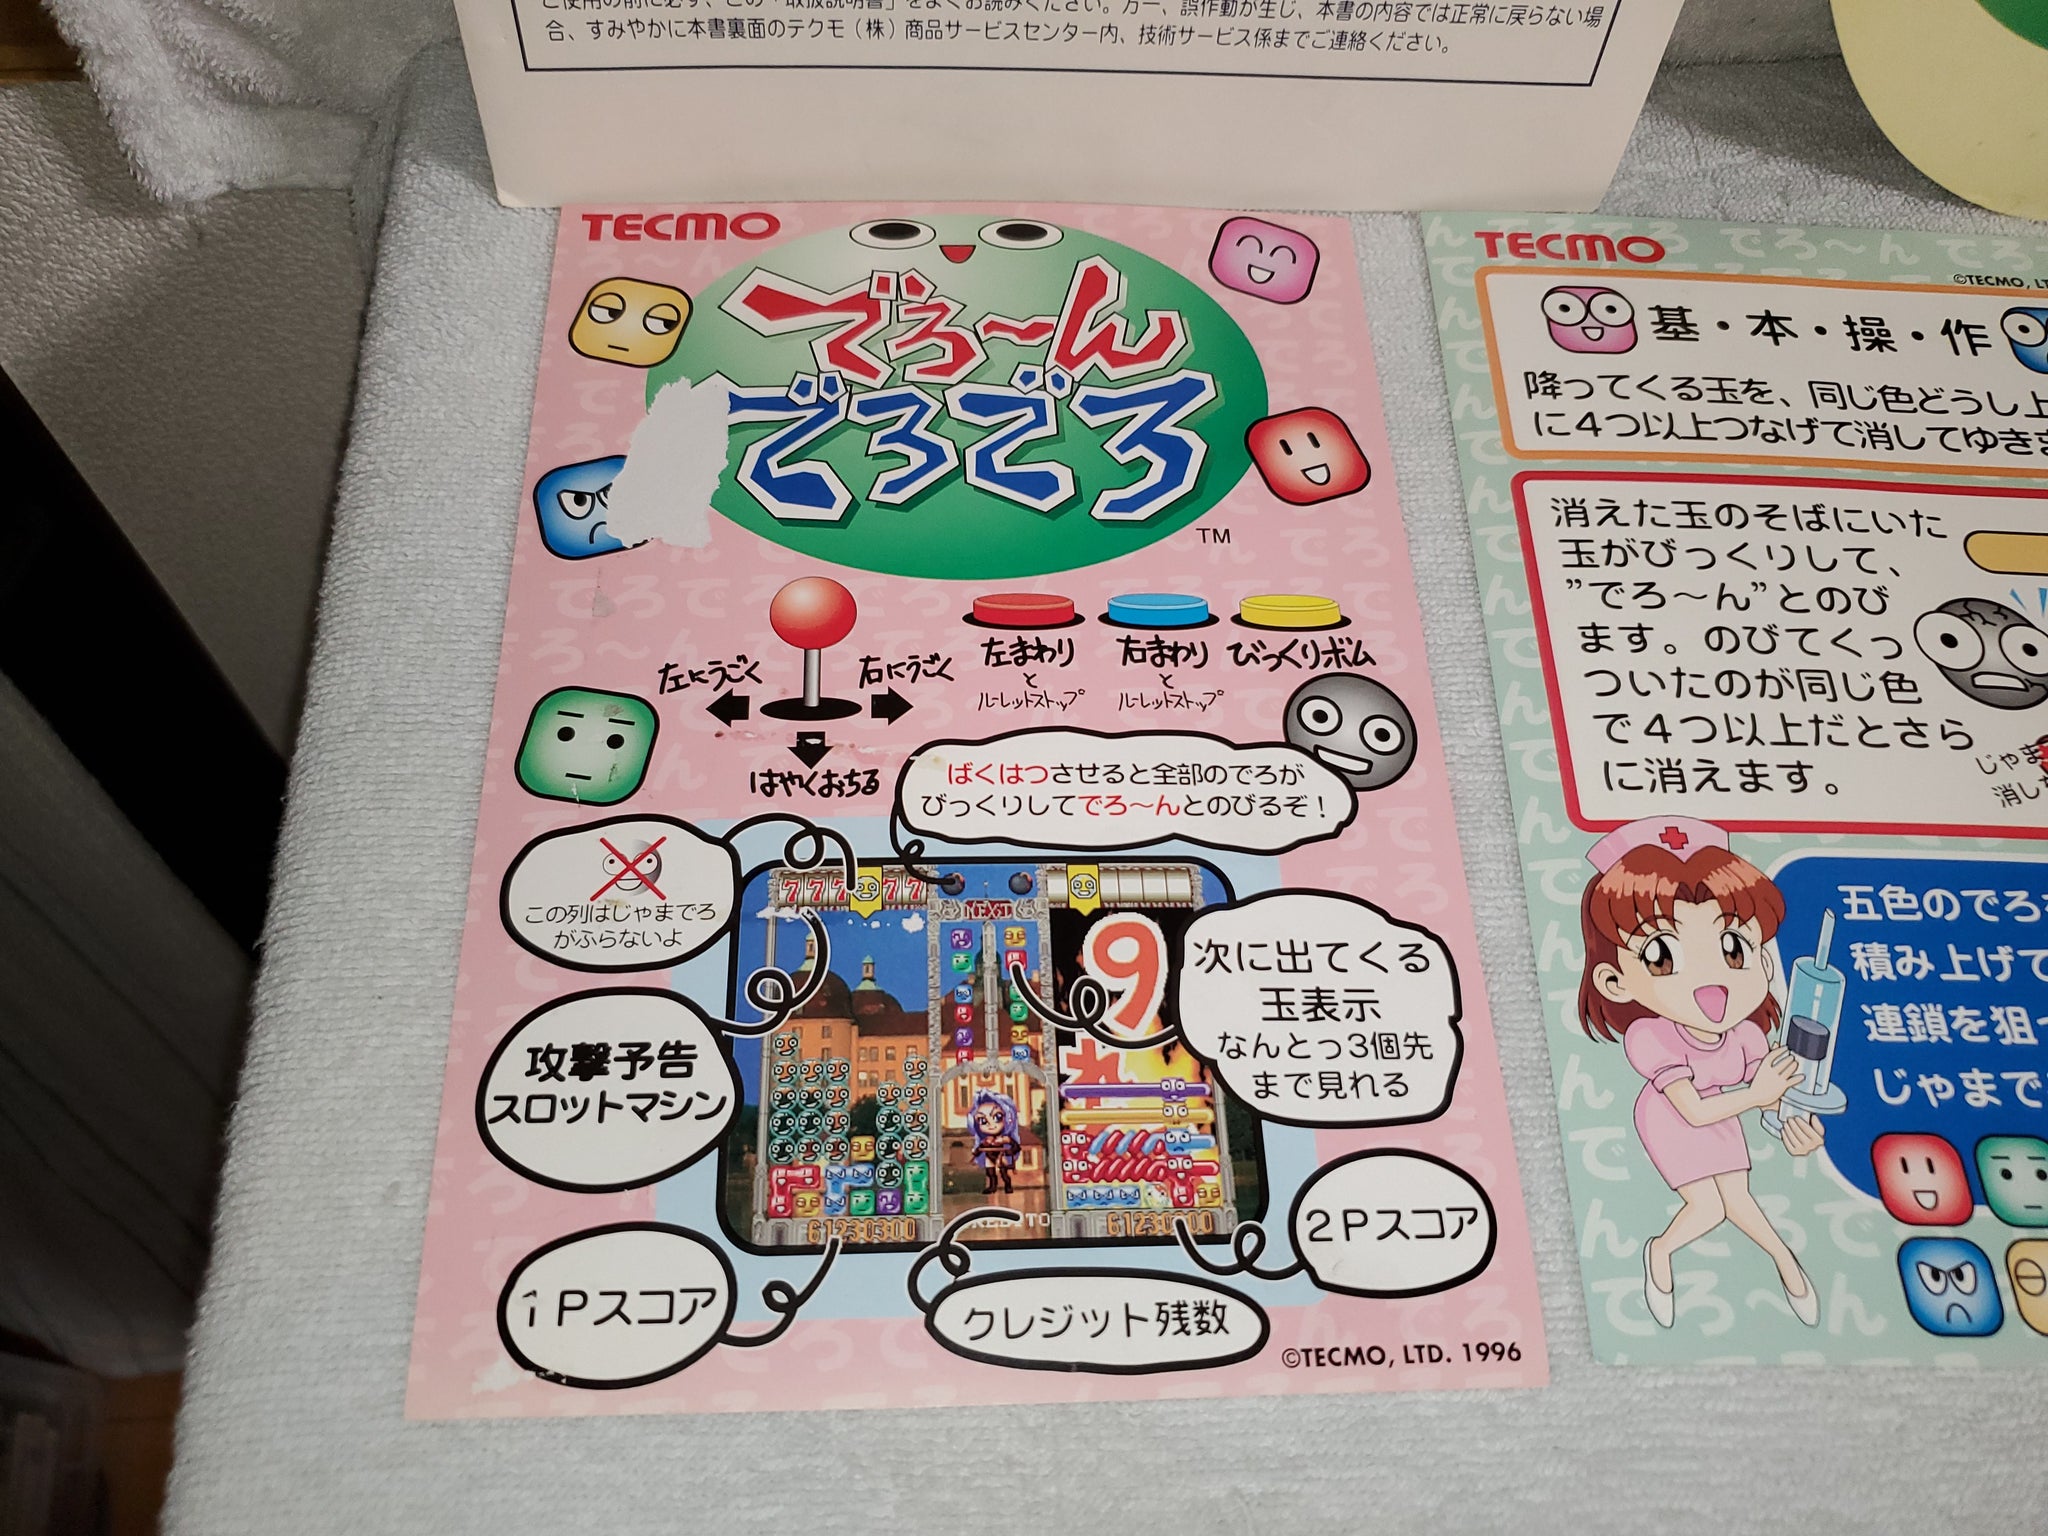 ご使用の前に必ず、この「取扱説明書」をよくお読みください。万一、誤作動が生じ、本書の内容では正常に戻らない場
合、すみやかに本書裏面のテクモ（株）商品サービスセンター内、技術サービス係までご連絡ください。
TECMO
でろ〜ん
でろでろ
TM
左にうごく
右にうごく
はやくおちる
左まわり
と
ルーレットストップ
右まわり
と
ルーレットストップ
びっくりボム
ばくはつさせると全部のでろが
びっくりしてでろ〜んとのびるぞ！
この列はじゃまでろ
がふらないよ
攻撃予告
スロットマシン
777 77
NEXT
9
次に出てくる
玉表示
なんとっ3個先
まで見れる
1Pスコア
クレジット残数
2Pスコア
©TECMO, LTD. 1996
TECMO
©TECMO, LT
基・本・操・作
降ってくる玉を、同じ色どうし上
に4つ以上つなげて消してゆきま
消えた玉のそばにいた
玉がびっくりして、
”でろ〜ん”とのび
ます。のびてくっ
ついたのが同じ色
で4つ以上だとさら
に消えます。
じゃま
消し
五色のでろ
積み上げて
連鎖を狙っ
じゃまで